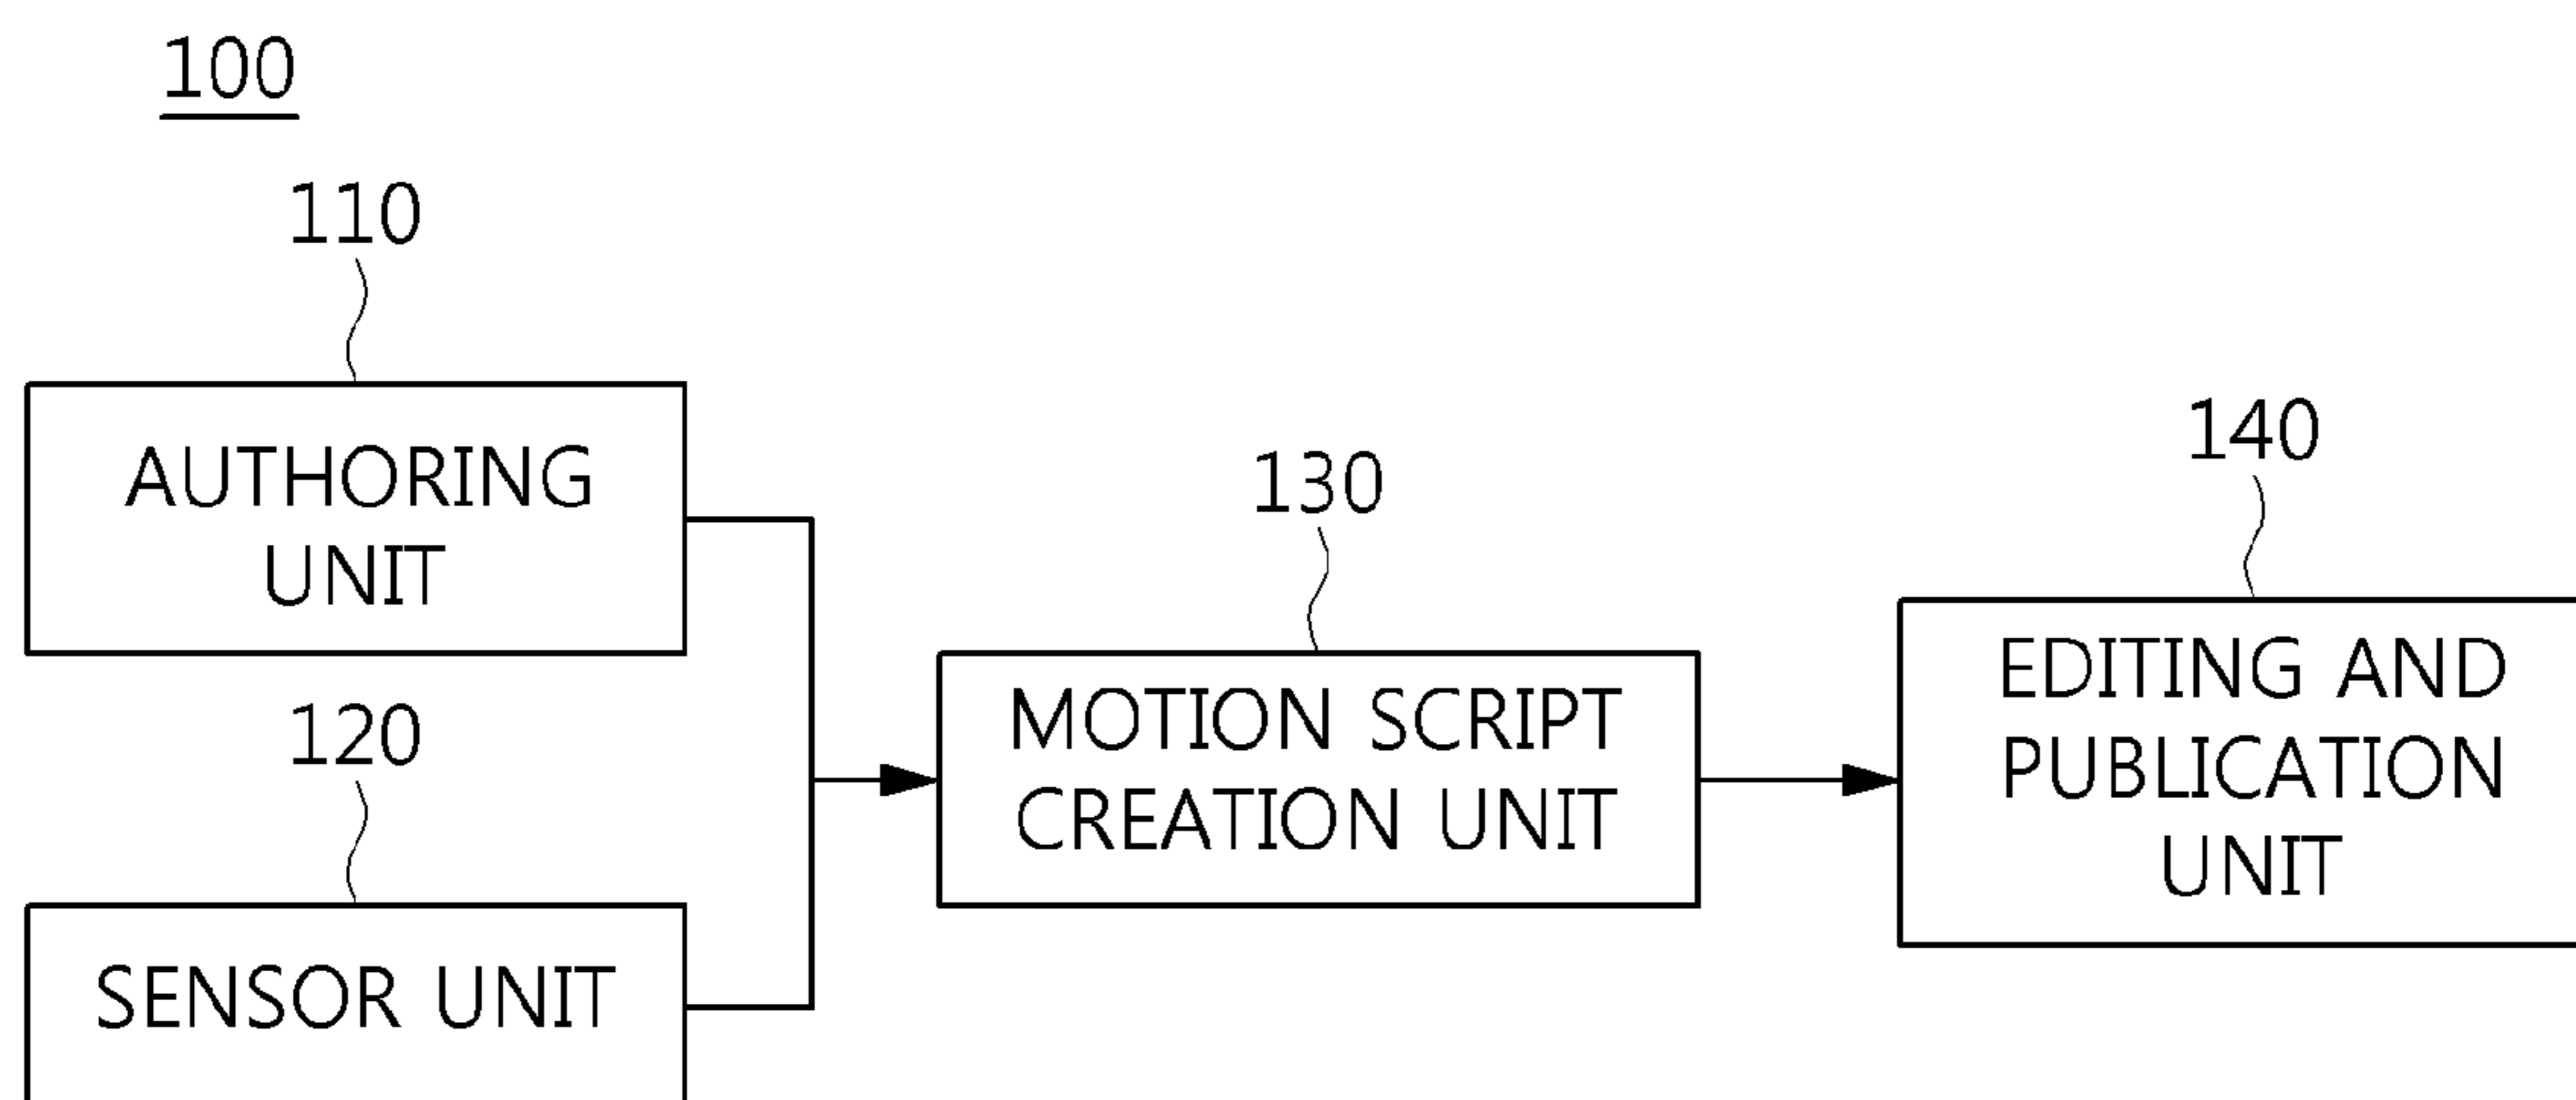 100
110
AUTHORING
UNIT
120
SENSOR UNIT
130
MOTION SCRIPT
CREATION UNIT
140
EDITING AND
PUBLICATION
UNIT